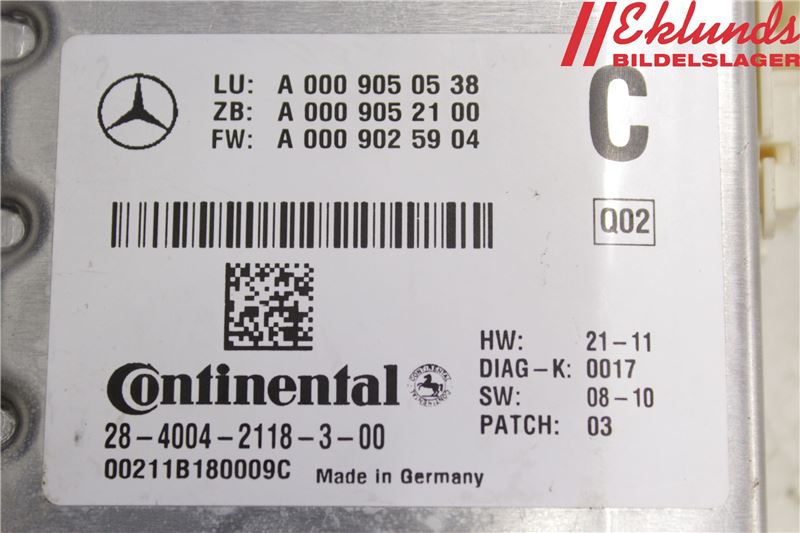 Eklunds
BILDELSLAGER
LU: A 000 905 05 38
ZB: A 000 905 21 00
FW: A 000 902 59 04
C
Q02
HW: 21-11
DIAG-K: 0017
SW: 08-10
PATCH: 03
Continental
CONTINENTAL
CONTINENTAL
28-4004-2118-3-00
00211B180009C Made in Germany